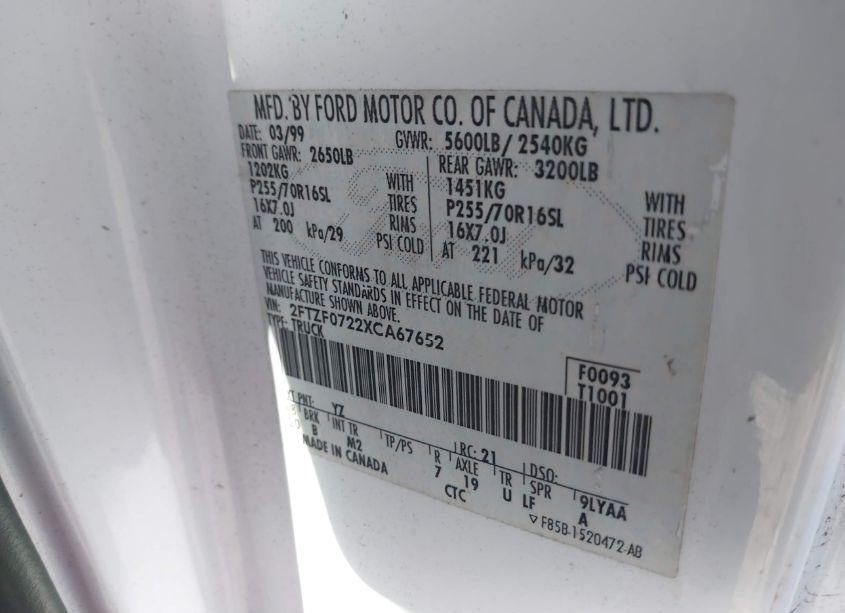 MFD. BY FORD MOTOR CO. OF CANADA, LTD.
DATE: 03/99 GVWR: 5600LB/ 2540KG
FRONT GAWR: 2650LB REAR GAWR: 3200LB
1202KG WITH 1451KG WITH
P255/70R16SL TIRES P255/70R16SL TIRES
16X7.0J RIMS 16X7.0J RIMS
AT 200 kPa/29 PSI COLD AT 221 kPa/32 PSI COLD
THIS VEHICLE CONFORMS TO ALL APPLICABLE FEDERAL MOTOR
VEHICLE SAFETY STANDARDS IN EFFECT ON THE DATE OF
MANUFACTURE SHOWN ABOVE.
VIN: 2FTZF0722XCA67652
TYPE: TRUCK
F0093
T1001
PNT: YZ RC: 21 DSO:
BRK INT TR TP/PS R AXLE TR SPR 9LYAA
B M2 7 19 U LF A
MADE IN CANADA CTC
▽F85B-1520472-AB